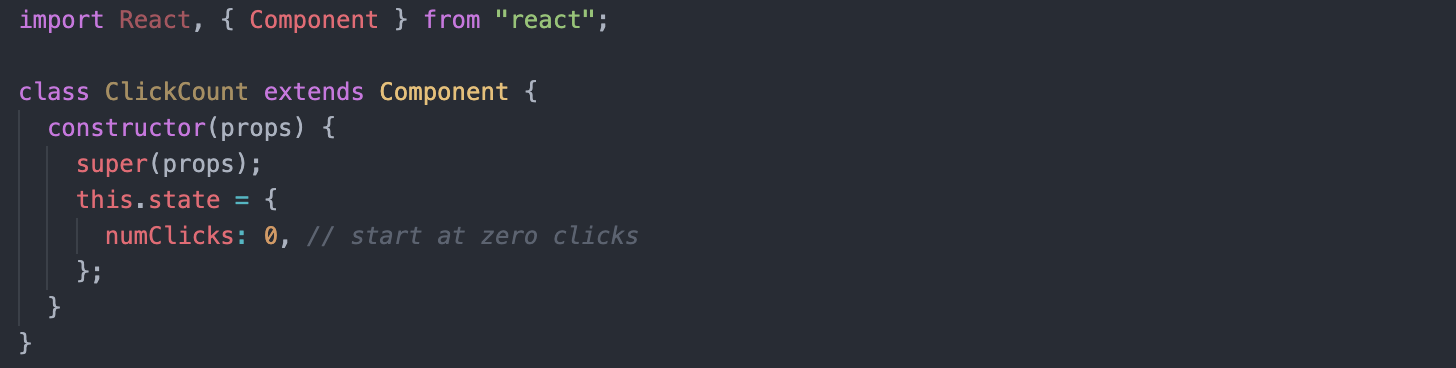 import React, { Component } from "react";
class ClickCount extends Component {
constructor(props) {
super(props);
this.state = {
numClicks: 0, // start at zero clicks
};
}
}